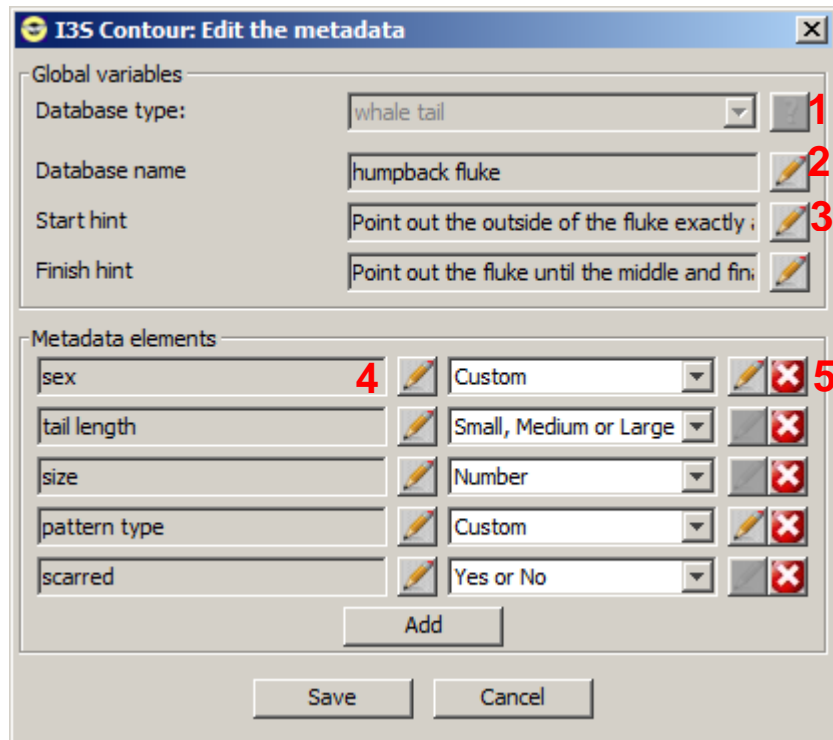 I3S Contour: Edit the metadata
Global variables
Database type: whale tail ? 1
Database name humpback fluke 2
Start hint Point out the outside of the fluke exactly 3
Finish hint Point out the fluke until the middle and fina
Metadada elements
sex 4 Custom 5
tail length Small, Medium or Large
size Number
pattern type Custom
scarred Yes or No
Add
Save Cancel